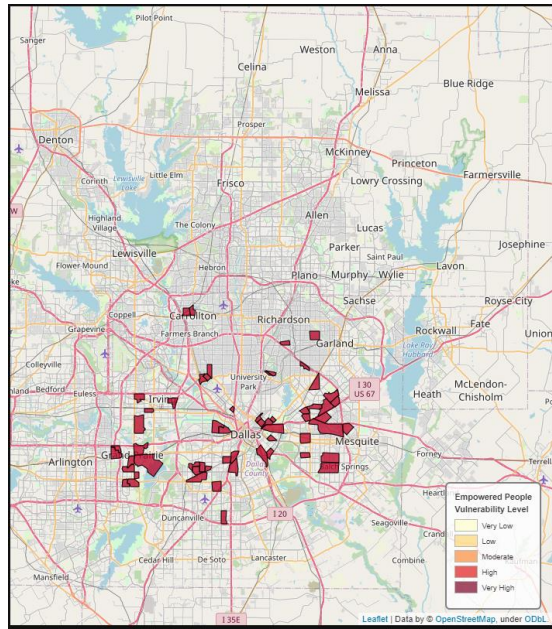 Pilot Point
Sanger
Weston
Anna
Celina
Melissa
Blue Ridge
Prosper
Denton
McKinney
Princeton
Farmersville
Corinth
Lewisville
Lake
Little Elm
Frisco
Lowry Crossing
Highland
Village
The Colony
Allen
Lucas
Josephine
Parker
Saint Paul
Flower Mound
Lewisville
Hebron
Plano
Murphy
Wylie
Lavon
Sachse
Royse City
Coppell
Carrollton
Richardson
Grapevine
Farmers Branch
Garland
Rockwall
Fate
Union
Lake Ray
Hubbard
Colleyville
University
Park
I 30
US 67
McLendon-
Chisholm
Bedford
Euless
Heath
Dallas
Mesquite
Arlington
Forney
Dallas
County
Springs
Terrell
Duncanville
I 20
Seagoville
Cedar Hill
De Soto
Lancaster
Combine
Mansfield
I 35E
Empowered People
Vulnerability Level
Very Low
Low
Moderate
High
Very High
Leaflet | Data by © OpenStreetMap, under ODbL.